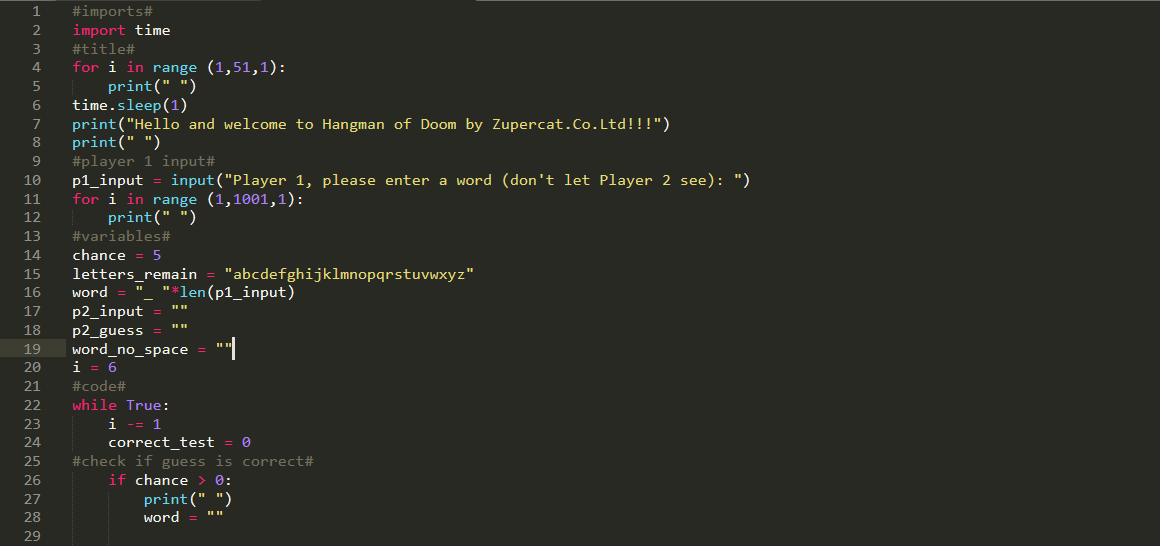 1 #imports#
2 import time
3 #title#
4 for i in range (1,51,1):
5     print(" ")
6 time.sleep(1)
7 print("Hello and welcome to Hangman of Doom by Zupercat.Co.Ltd!!!")
8 print(" ")
9 #player 1 input#
10 p1_input = input("Player 1, please enter a word (don't let Player 2 see): ")
11 for i in range (1,1001,1):
12     print(" ")
13 #variables#
14 chance = 5
15 letters_remain = "abcdefghijklmnopqrstuvwxyz"
16 word = "_ "*len(p1_input)
17 p2_input = ""
18 p2_guess = ""
19 word_no_space = ""
20 i = 6
21 #code#
22 while True:
23     i -= 1
24     correct_test = 0
25 #check if guess is correct#
26     if chance > 0:
27         print(" ")
28         word = ""
29